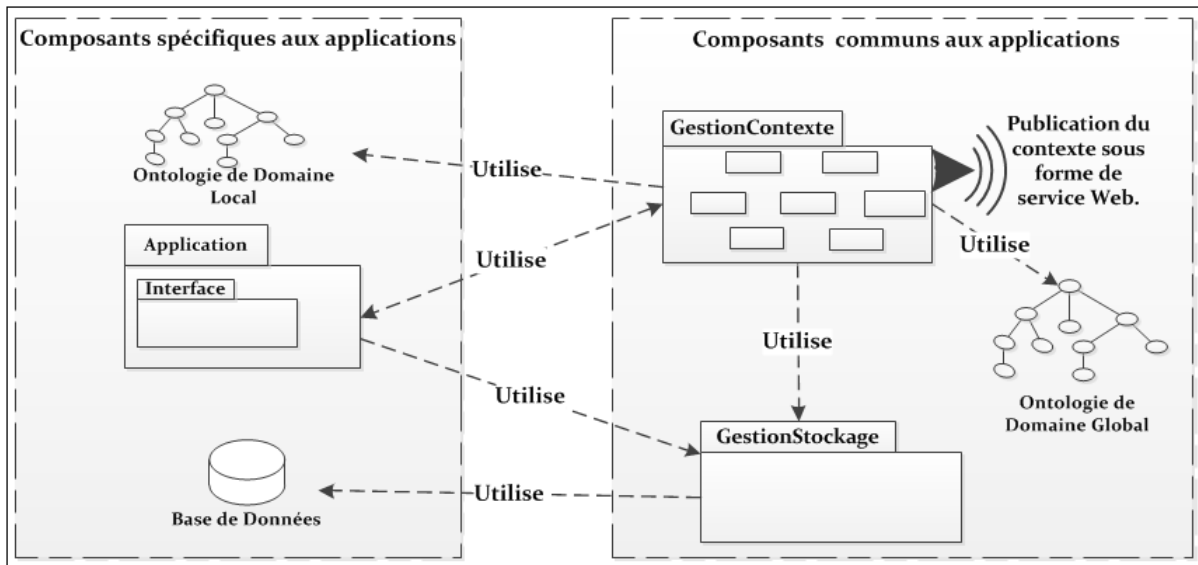 Composants spécifiques aux applications
Ontologie de Domaine
Local
Application
Interface
Base de Données
Utilise
Utilise
Utilise
Utilise
Composants communs aux applications
GestionContexte
Publication du
contexte sous
forme de
service Web.
Utilise
Utilise
Ontologie de
Domaine Global
GestionStockage